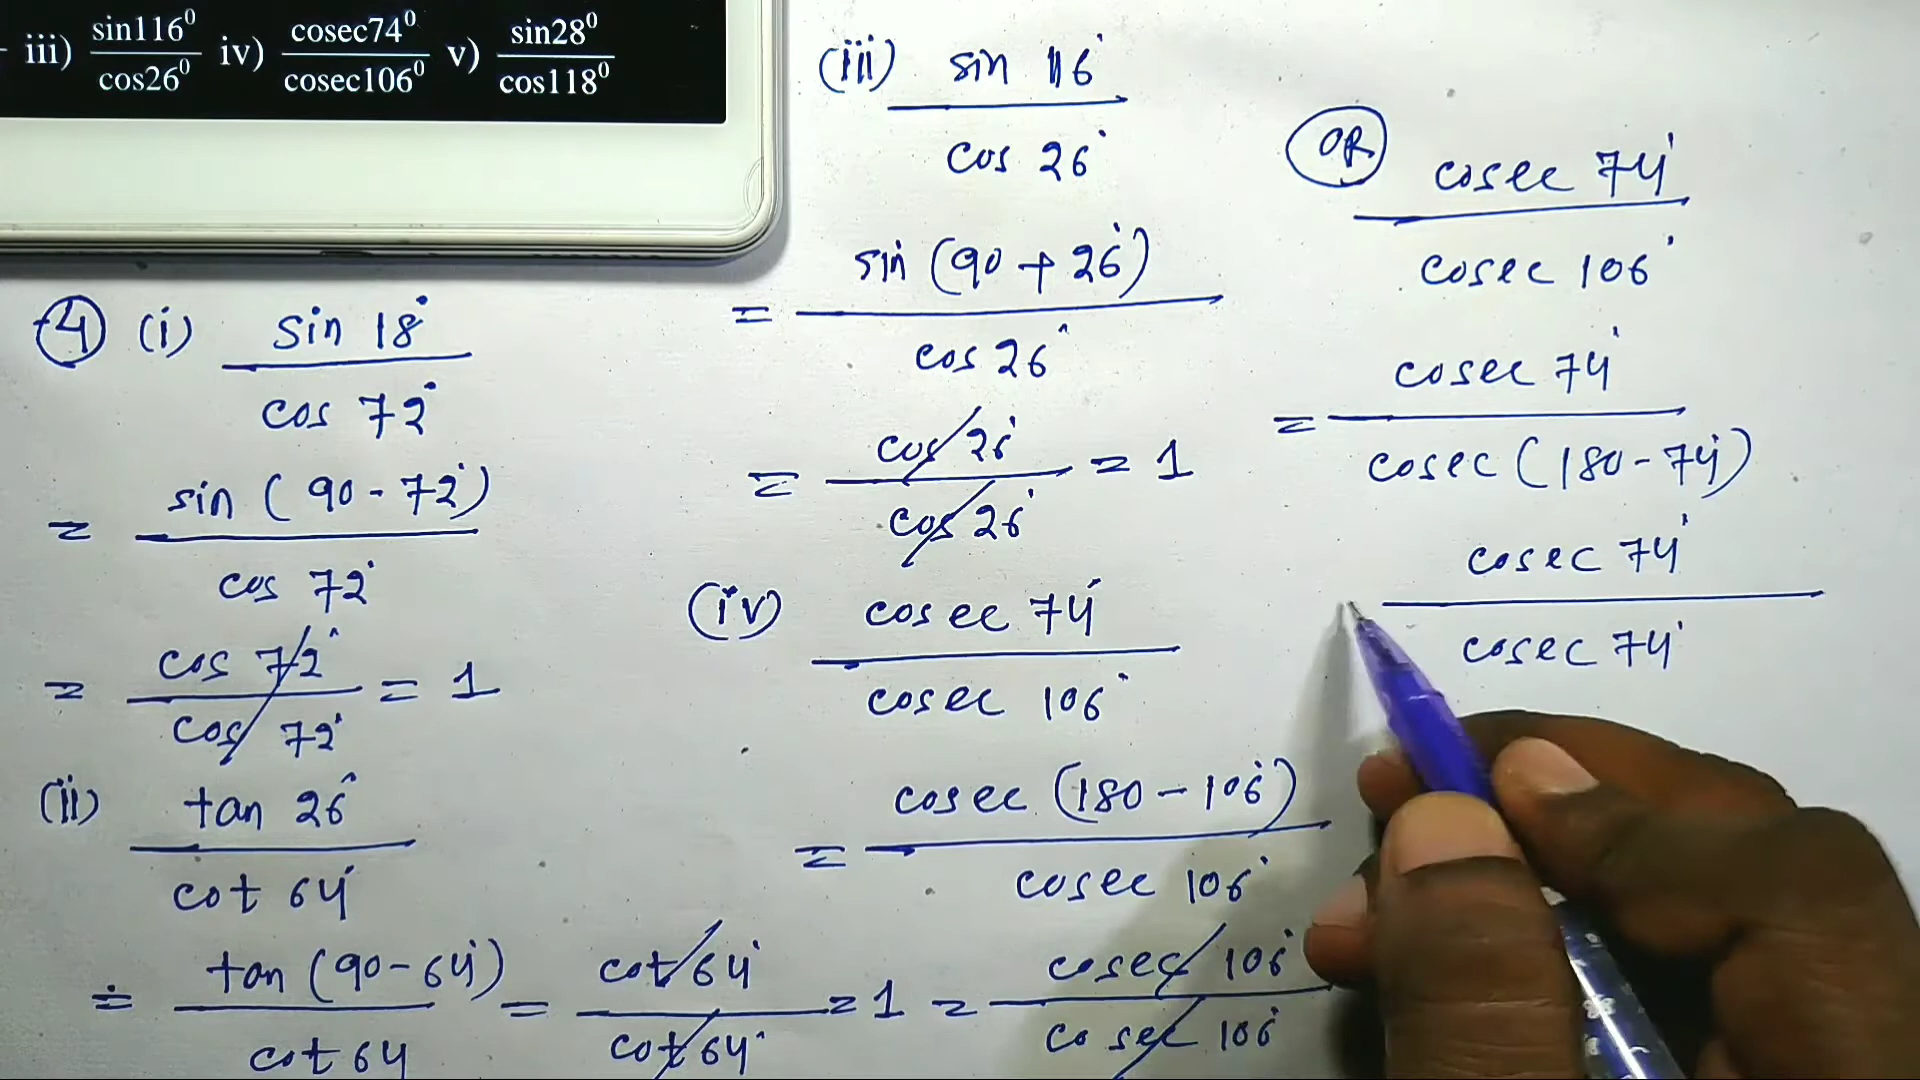 iii) sin116⁰/cos26⁰ iv) cosec74⁰/cosec106⁰ v) sin28⁰/cos118⁰
4 (i) sin 18°
cos 72°
= sin (90 - 72°)
cos 72°
= cos 72° / cos 72° = 1
(ii) tan 26°
cot 64°
= tan (90 - 64°) / cot 64 = cot 64° / cot 64° = 1
(iii) sin 116°
cos 26°
= sin (90 + 26°)
cos 26°
= cos 26° / cos 26° = 1
(iv) cosec 74°
cosec 106°
= cosec (180 - 106°)
cosec 106°
= cosec 106°
cosec 106°
OR cosec 74°
cosec 106°
= cosec 74°
cosec (180 - 74°)
cosec 74°
cosec 74°